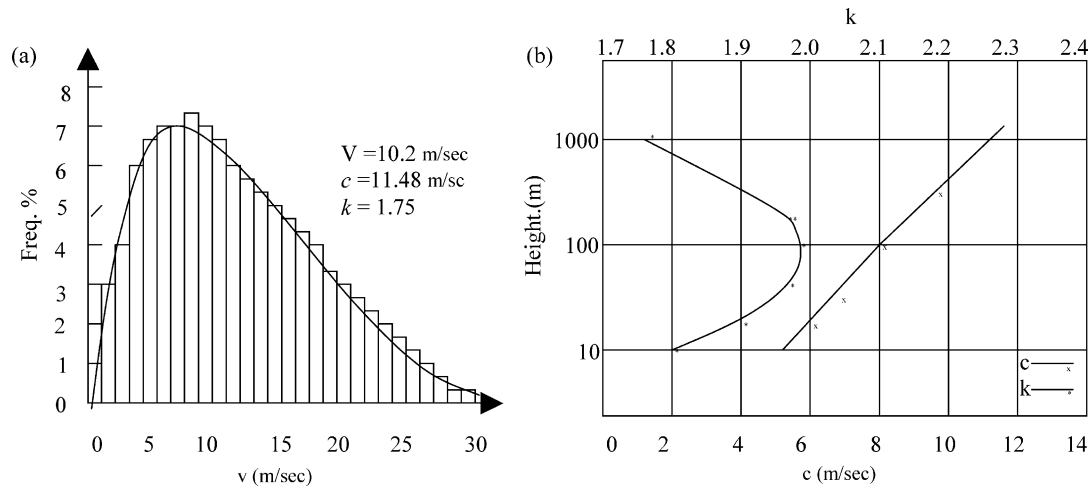 (a)
8
7
6
5
4
3
2
1
0
Freq. %
V =10.2 m/sec
c =11.48 m/sc
k = 1.75
0 5 10 15 20 25 30
v (m/sec)
(b)
k
1.7 1.8 1.9 2.0 2.1 2.2 2.3 2.4
1000
100
10
Height.(m)
c x
k *
0 2 4 6 8 10 12 14
c (m/sec)